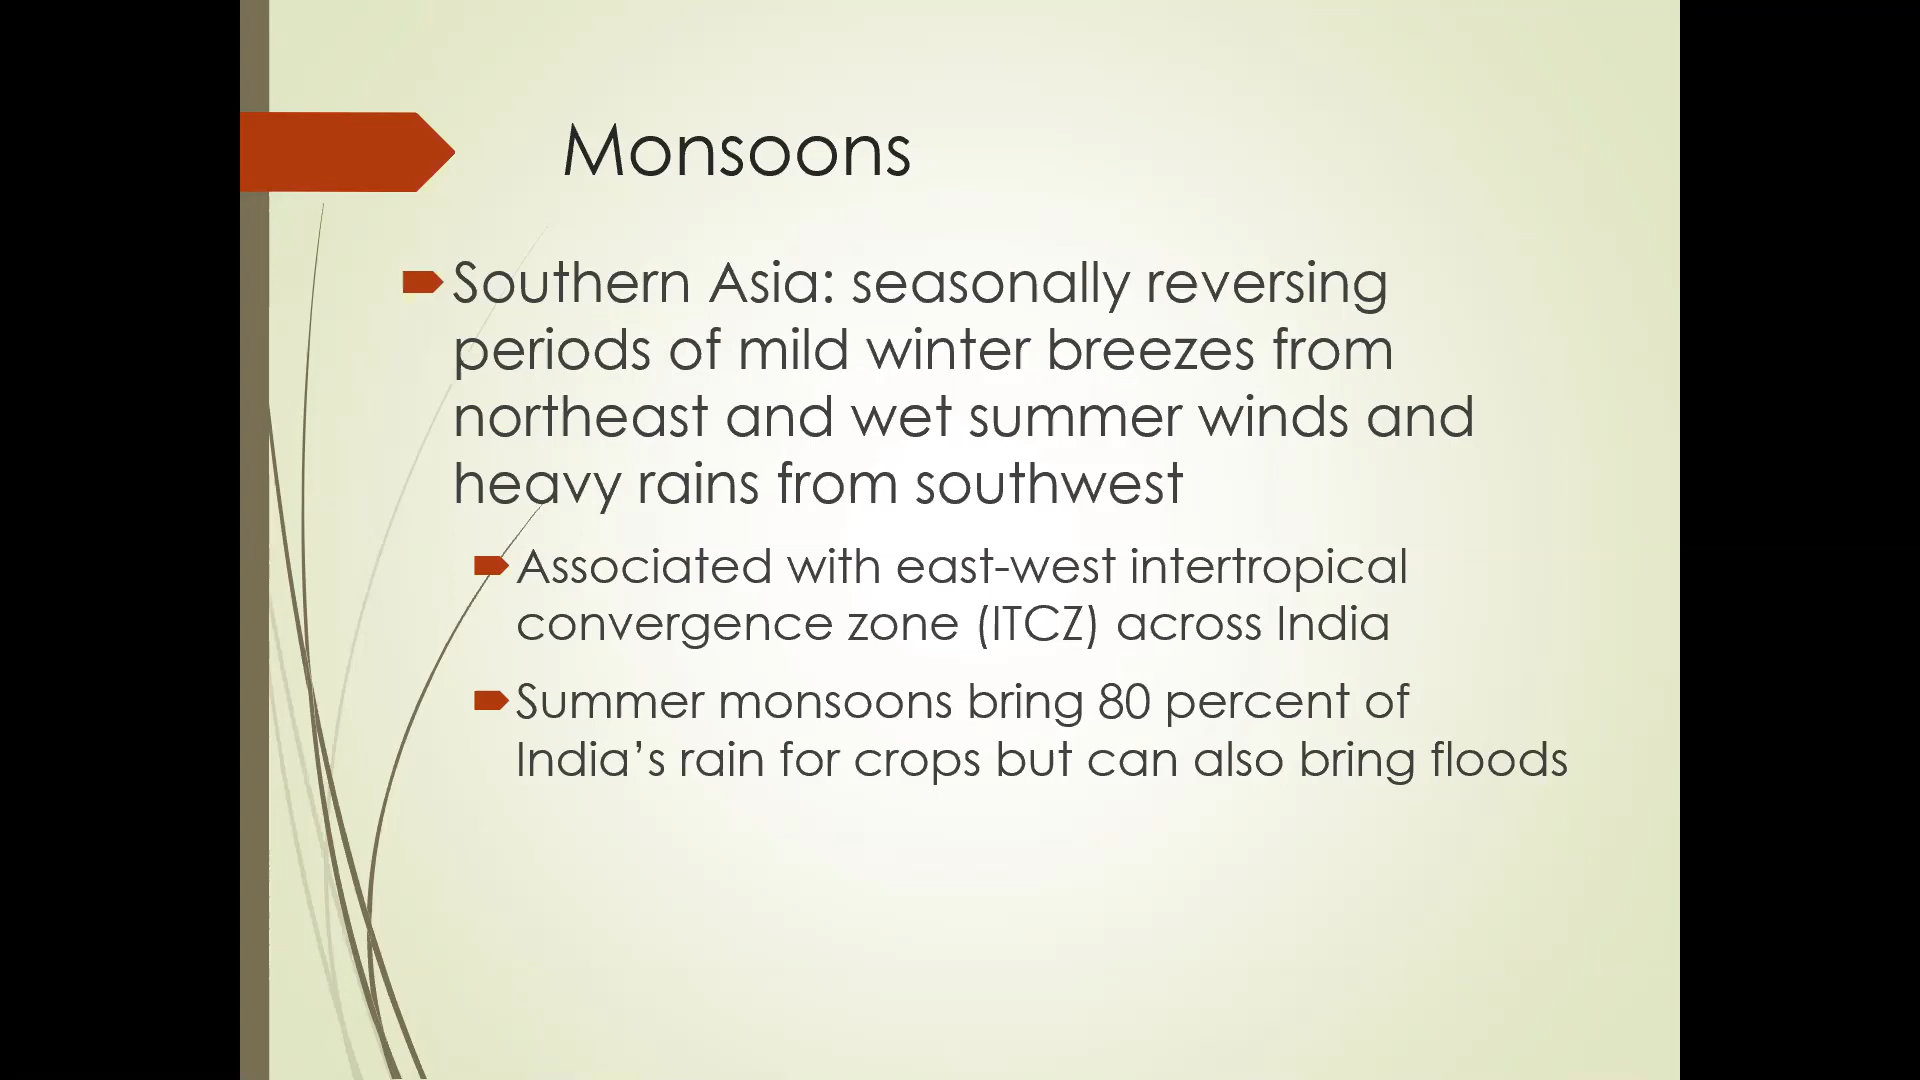 Monsoons
Southern Asia: seasonally reversing
periods of mild winter breezes from
northeast and wet summer winds and
heavy rains from southwest
Associated with east-west intertropical
convergence zone (ITCZ) across India
Summer monsoons bring 80 percent of
India’s rain for crops but can also bring floods